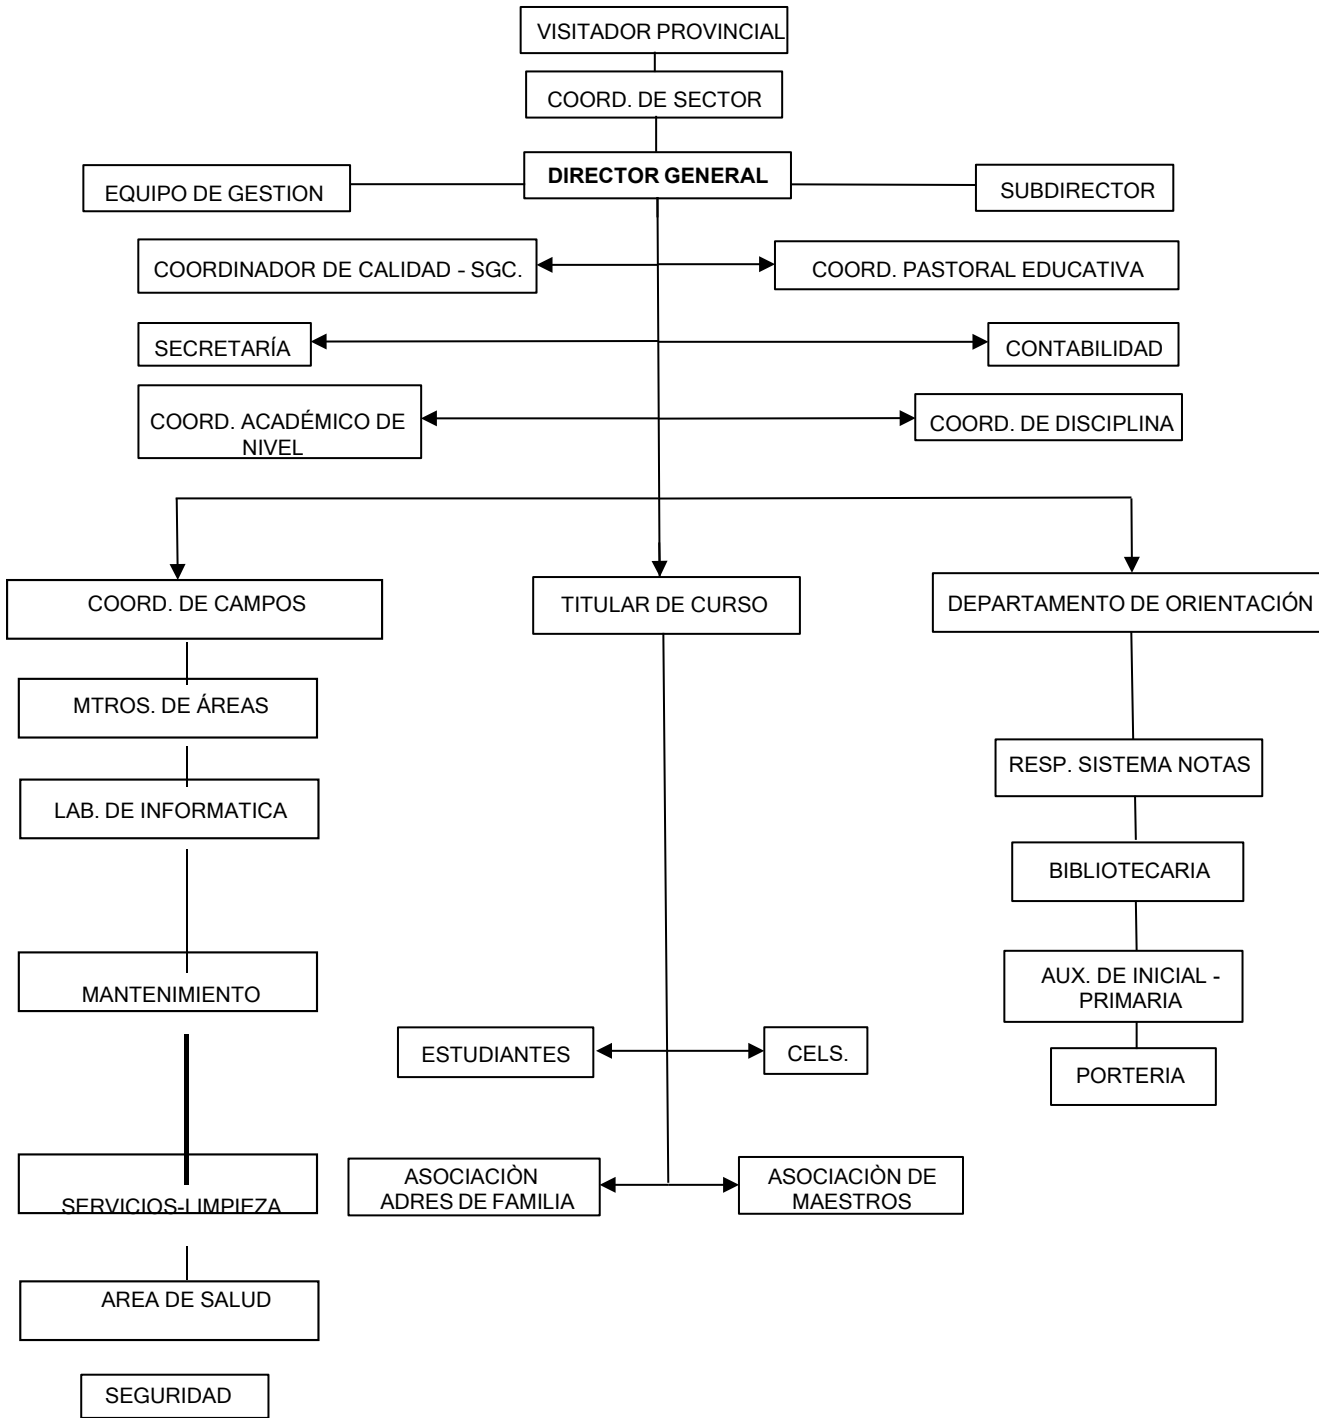 VISITADOR PROVINCIAL
COORD. DE SECTOR
DIRECTOR GENERAL
EQUIPO DE GESTION
SUBDIRECTOR
COORDINADOR DE CALIDAD - SGC.
COORD. PASTORAL EDUCATIVA
SECRETARÍA
CONTABILIDAD
COORD. ACADÉMICO DE
NIVEL
COORD. DE DISCIPLINA
COORD. DE CAMPOS
TITULAR DE CURSO
DEPARTAMENTO DE ORIENTACIÓN
MTROS. DE ÁREAS
RESP. SISTEMA NOTAS
LAB. DE INFORMATICA
BIBLIOTECARIA
MANTENIMIENTO
AUX. DE INICIAL -
PRIMARIA
ESTUDIANTES
CELS.
PORTERIA
SERVICIOS-LIMPIEZA
ASOCIACIÒN
ADRES DE FAMILIA
ASOCIACIÒN DE
MAESTROS
AREA DE SALUD
SEGURIDAD